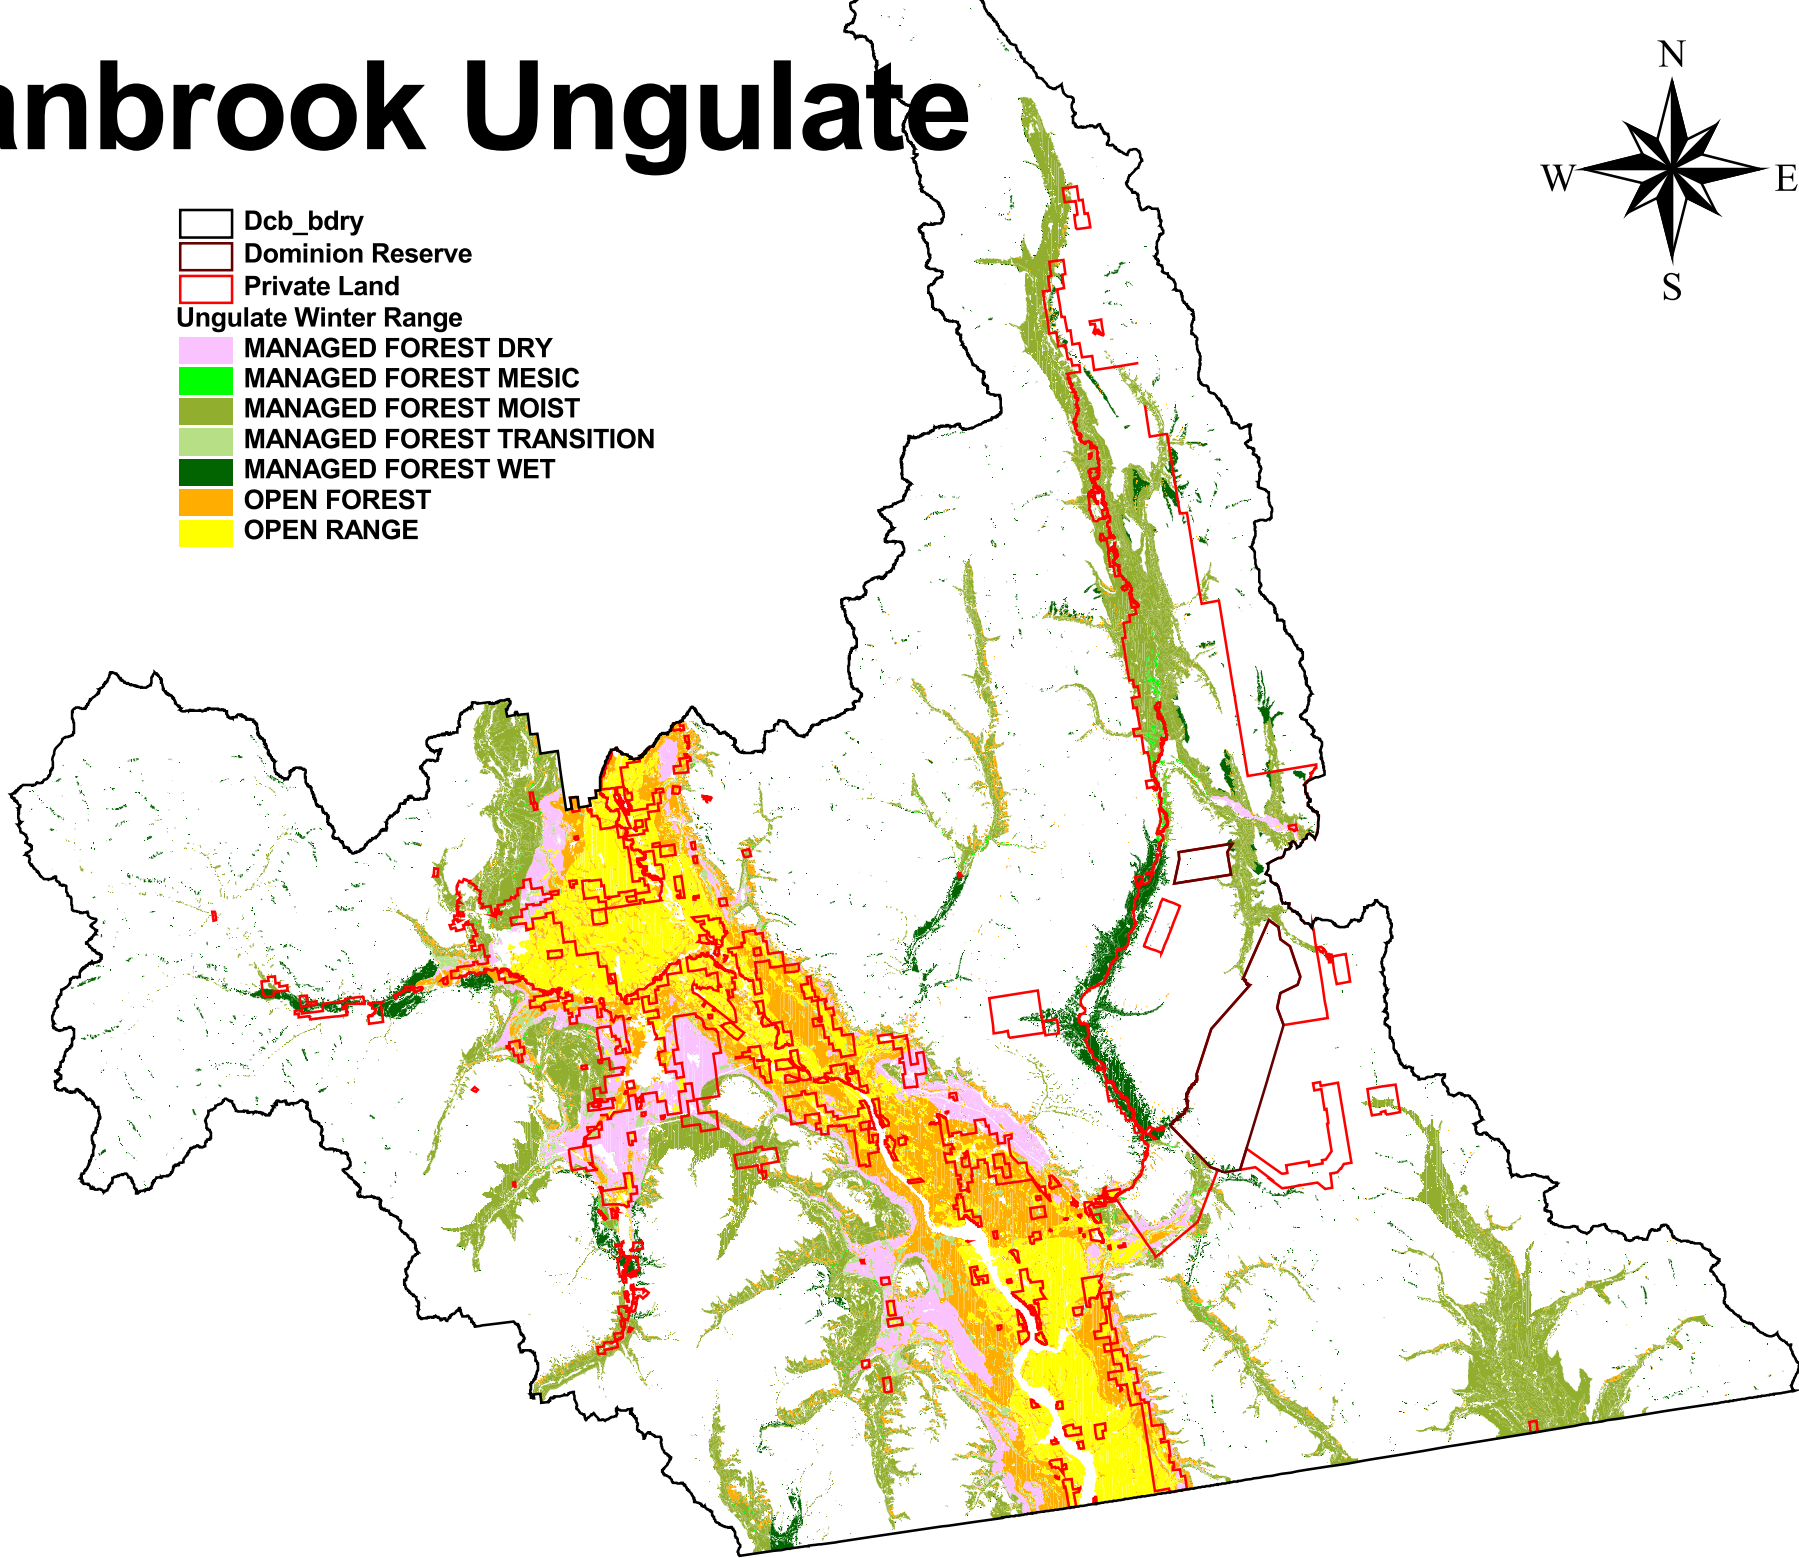 anbrook Ungulate
N
W
E
S
Dcb_bdry
Dominion Reserve
Private Land
Ungulate Winter Range
MANAGED FOREST DRY
MANAGED FOREST MESIC
MANAGED FOREST MOIST
MANAGED FOREST TRANSITION
MANAGED FOREST WET
OPEN FOREST
OPEN RANGE